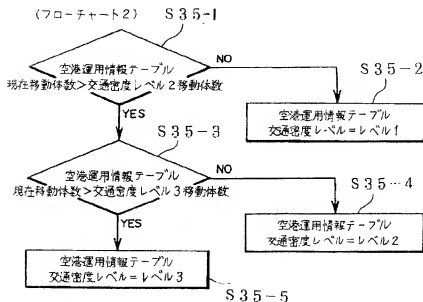 (フローチャート2)
S35-1
空港運用情報テーブル
現在移動体数>交通密度レベル2移動体数
NO
S35-2
空港運用情報テーブル
交通密度レベル=レベル1
YES
S35-3
空港運用情報テーブル
現在移動体数>交通密度レベル3移動体数
NO
S35-4
空港運用情報テーブル
交通密度レベル=レベル2
YES
空港運用情報テーブル
交通密度レベル=レベル3
S35-5